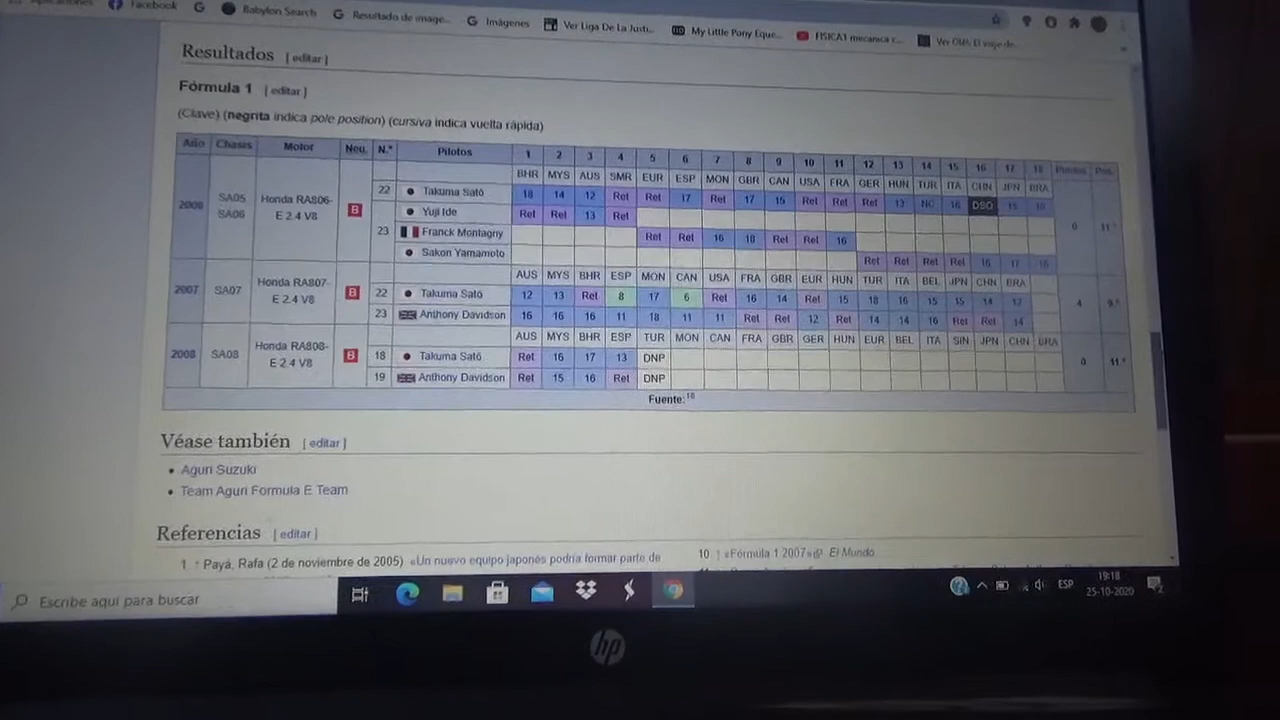 Facebook
Babylon Search
Resultado de image...
Imágenes
Ver Liga De La Justi...
My Little Pony Eque...
FISICA1 mecanica c...
Resultados [ editar ]
Fórmula 1 [ editar ]
(Clave) (negrita indica pole position) (cursiva indica vuelta rápida)
Año Chasis Motor Neu. N.º Pilotos 1 2 3 4 5 6 7 8 9 10 11 12 13 14 15 16 17 18 Puntos Pos.
BHR MYS AUS SMR EUR ESP MON GBR CAN USA FRA GER HUN TUR ITA CHN JPN BRA
2006 SA05 SA06 Honda RA806-E 2.4 V8 B
22 Takuma Satō 18 14 12 Ret Ret 17 Ret 17 15 Ret Ret Ret 13 NC 16 DSQ 15 10
23 Yuji Ide Ret Ret 13 Ret
Franck Montagny Ret Ret 16 18 Ret Ret 16
Sakon Yamamoto Ret Ret Ret Ret 16 17 16
0 11.º
AUS MYS BHR ESP MON CAN USA FRA GBR EUR HUN TUR ITA BEL JPN CHN BRA
2007 SA07 Honda RA807-E 2.4 V8 B
22 Takuma Satō 12 13 Ret 8 17 6 Ret 16 14 Ret 15 18 16 15 15 14 12
23 Anthony Davidson 16 16 16 11 18 11 11 Ret Ret 12 Ret 14 14 16 Ret Ret 14
4 9.º
AUS MYS BHR ESP TUR MON CAN FRA GBR GER HUN EUR BEL ITA SIN JPN CHN BRA
2008 SA08 Honda RA808-E 2.4 V8 B
18 Takuma Satō Ret 16 17 13 DNP
19 Anthony Davidson Ret 15 16 Ret DNP
0 11.º
Fuente:
Véase también [ editar ]
• Aguri Suzuki
• Team Aguri Formula E Team
Referencias [ editar ]
1 ↑ Payá, Rafa (2 de noviembre de 2005) «Un nuevo equipo japonés podría formar parte de
10 ↑ «Fórmula 1 2007» El Mundo
Escribe aquí para buscar
ESP
19:18
25-10-2020
hp